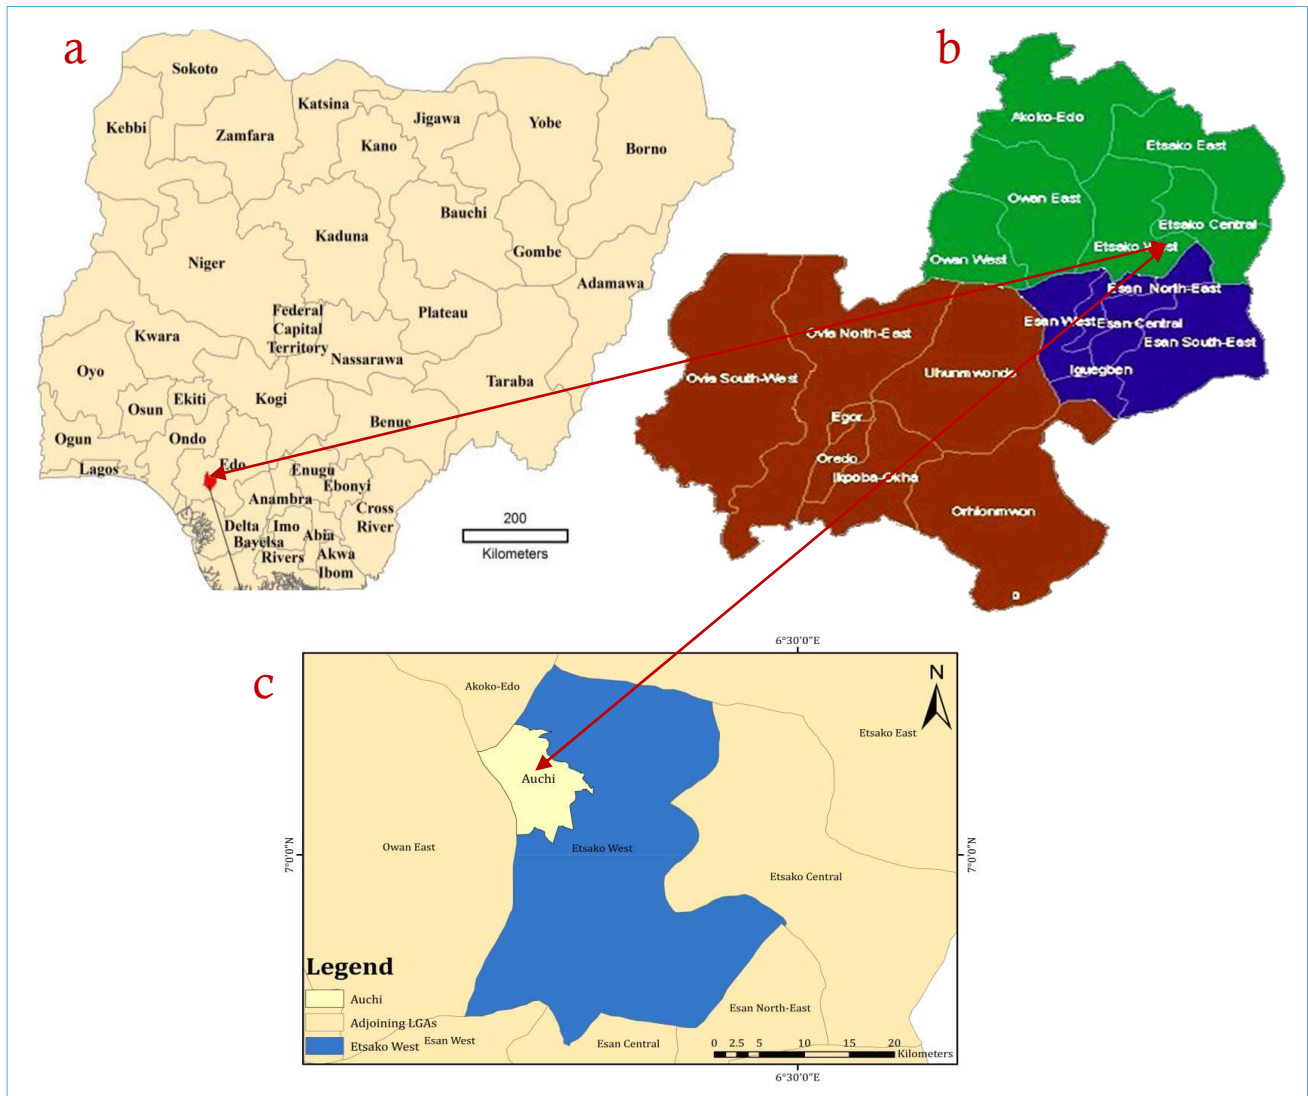 a
Sokoto
Katsina
Jigawa
Yobe
Kebbi
Zamfara
Kano
Borno
Bauchi
Kaduna
Gombe
Niger
Adamawa
Federal
Capital
Territory
Plateau
Kwara
Nassarawa
Oyo
Taraba
Ekiti
Kogi
Osun
Benue
Ogun
Ondo
Lagos
Edo
Enugu
Ebonyi
Anambra
Cross
River
Delta
Imo
Abia
Bayelsa
Rivers
Akwa
Ibom
200
Kilometers
b
Akoko-Edo
Etsako East
Owan East
Etsako Central
Etsako West
Owan West
Esan North-East
Esan West
Esan Central
Esan South-East
Iguegben
Ovia North-East
Uhunmwonde
Ovia South-West
Egor
Oredo
Ikpoba-Okha
Orhionmwon
c
6°30'0"E
N
Akoko-Edo
Etsako East
Auchi
Owan East
Etsako West
7°0'0"N
7°0'0"N
Etsako Central
Legend
Auchi
Adjoining LGAs
Etsako West
Esan West
Esan Central
Esan North-East
0 2.5 5 10 15 20
Kilometers
6°30'0"E